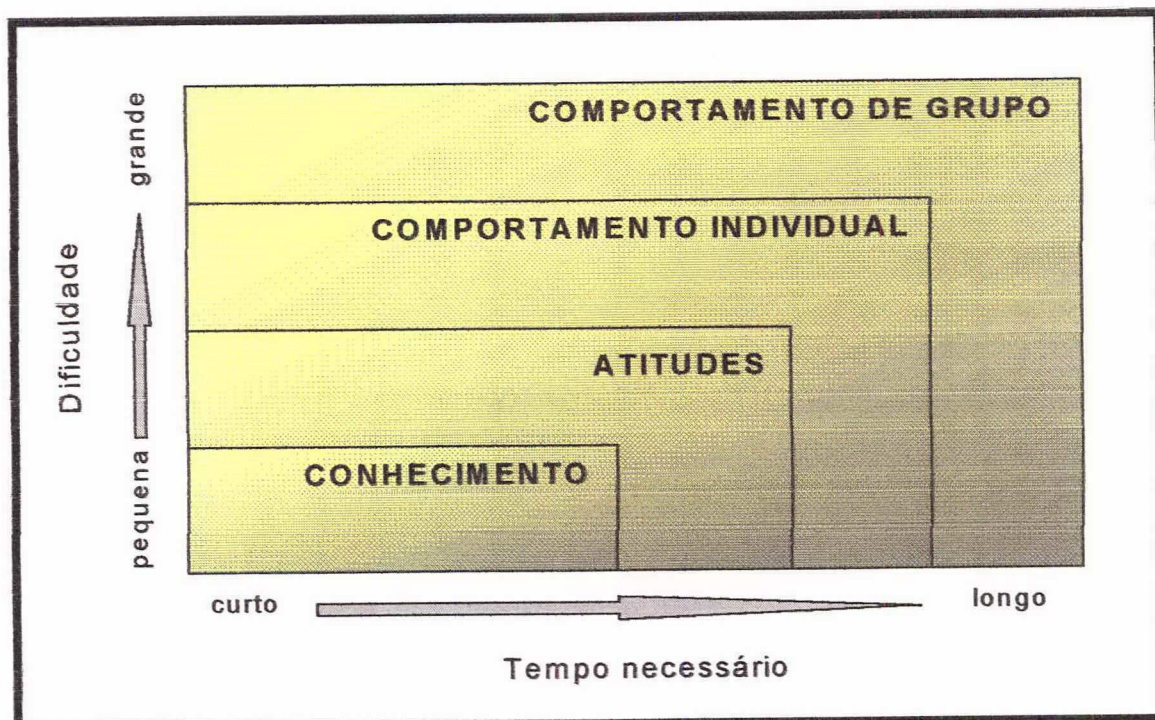 COMPORTAMENTO DE GRUPO
COMPORTAMENTO INDIVIDUAL
ATITUDES
CONHECIMENTO
Dificuldade
grande
pequena
curto
longo
Tempo necessário